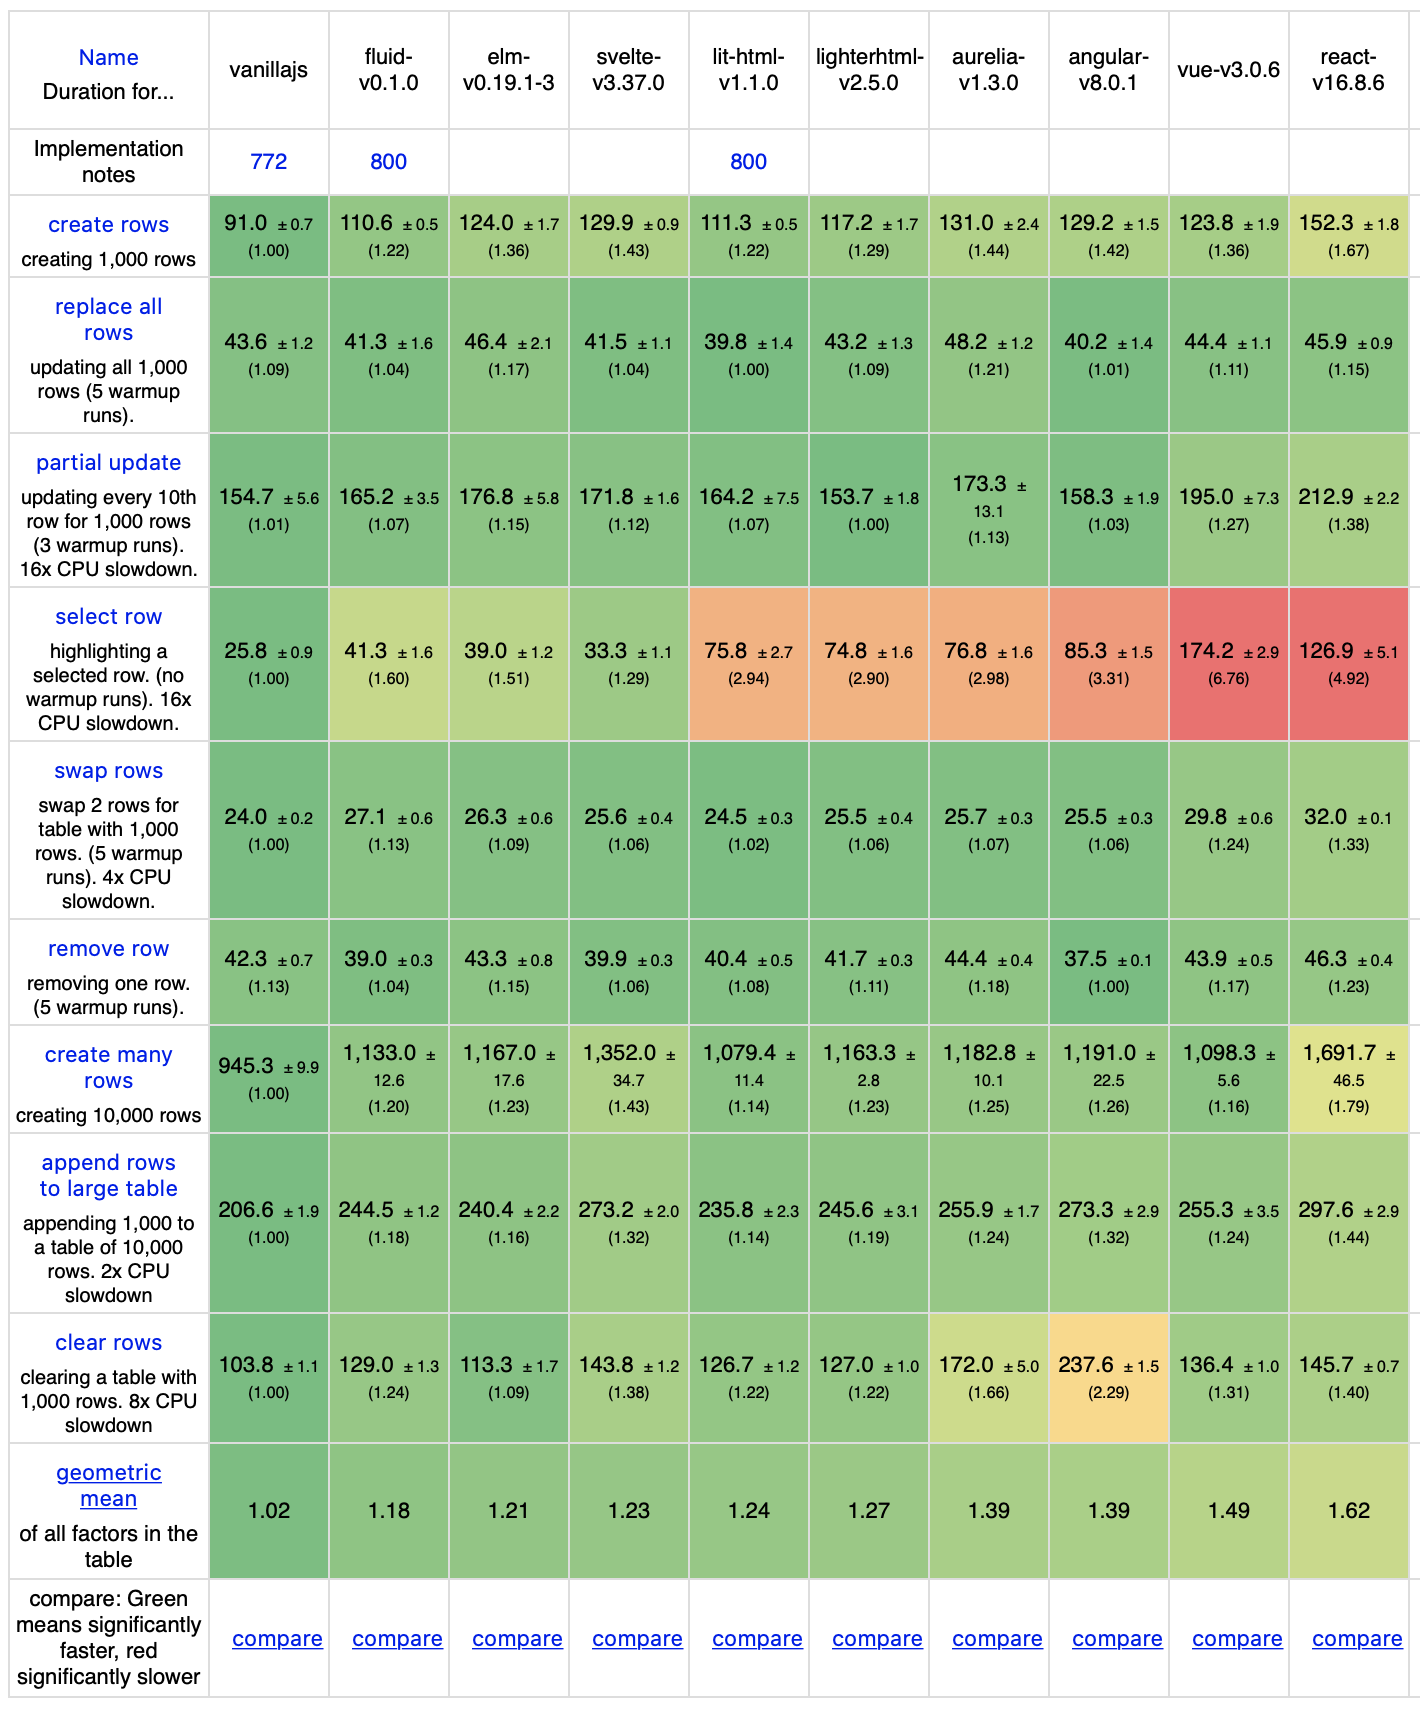 Name
Duration for...
vanillajs
fluid-
v0.1.0
elm-
v0.19.1-3
svelte-
v3.37.0
lit-html-
v1.1.0
lighterhtml-
v2.5.0
aurelia-
v1.3.0
angular-
v8.0.1
vue-v3.0.6
react-
v16.8.6
Implementation
notes
772
800
800
create rows
creating 1,000 rows
91.0 ±0.7
(1.00)
110.6 ±0.5
(1.22)
124.0 ±1.7
(1.36)
129.9 ±0.9
(1.43)
111.3 ±0.5
(1.22)
117.2 ±1.7
(1.29)
131.0 ±2.4
(1.44)
129.2 ±1.5
(1.42)
123.8 ±1.9
(1.36)
152.3 ±1.8
(1.67)
replace all
rows
updating all 1,000
rows (5 warmup
runs).
43.6 ±1.2
(1.09)
41.3 ±1.6
(1.04)
46.4 ±2.1
(1.17)
41.5 ±1.1
(1.04)
39.8 ±1.4
(1.00)
43.2 ±1.3
(1.09)
48.2 ±1.2
(1.21)
40.2 ±1.4
(1.01)
44.4 ±1.1
(1.11)
45.9 ±0.9
(1.15)
partial update
updating every 10th
row for 1,000 rows
(3 warmup runs).
16x CPU slowdown.
154.7 ±5.6
(1.01)
165.2 ±3.5
(1.07)
176.8 ±5.8
(1.15)
171.8 ±1.6
(1.12)
164.2 ±7.5
(1.07)
153.7 ±1.8
(1.00)
173.3 ±
13.1
(1.13)
158.3 ±1.9
(1.03)
195.0 ±7.3
(1.27)
212.9 ±2.2
(1.38)
select row
highlighting a
selected row. (no
warmup runs). 16x
CPU slowdown.
25.8 ±0.9
(1.00)
41.3 ±1.6
(1.60)
39.0 ±1.2
(1.51)
33.3 ±1.1
(1.29)
75.8 ±2.7
(2.94)
74.8 ±1.6
(2.90)
76.8 ±1.6
(2.98)
85.3 ±1.5
(3.31)
174.2 ±2.9
(6.76)
126.9 ±5.1
(4.92)
swap rows
swap 2 rows for
table with 1,000
rows. (5 warmup
runs). 4x CPU
slowdown.
24.0 ±0.2
(1.00)
27.1 ±0.6
(1.13)
26.3 ±0.6
(1.09)
25.6 ±0.4
(1.06)
24.5 ±0.3
(1.02)
25.5 ±0.4
(1.06)
25.7 ±0.3
(1.07)
25.5 ±0.3
(1.06)
29.8 ±0.6
(1.24)
32.0 ±0.1
(1.33)
remove row
removing one row.
(5 warmup runs).
42.3 ±0.7
(1.13)
39.0 ±0.3
(1.04)
43.3 ±0.8
(1.15)
39.9 ±0.3
(1.06)
40.4 ±0.5
(1.08)
41.7 ±0.3
(1.11)
44.4 ±0.4
(1.18)
37.5 ±0.1
(1.00)
43.9 ±0.5
(1.17)
46.3 ±0.4
(1.23)
create many
rows
creating 10,000 rows
945.3 ±9.9
(1.00)
1,133.0 ±
12.6
(1.20)
1,167.0 ±
17.6
(1.23)
1,352.0 ±
34.7
(1.43)
1,079.4 ±
11.4
(1.14)
1,163.3 ±
2.8
(1.23)
1,182.8 ±
10.1
(1.25)
1,191.0 ±
22.5
(1.26)
1,098.3 ±
5.6
(1.16)
1,691.7 ±
46.5
(1.79)
append rows
to large table
appending 1,000 to
a table of 10,000
rows. 2x CPU
slowdown
206.6 ±1.9
(1.00)
244.5 ±1.2
(1.18)
240.4 ±2.2
(1.16)
273.2 ±2.0
(1.32)
235.8 ±2.3
(1.14)
245.6 ±3.1
(1.19)
255.9 ±1.7
(1.24)
273.3 ±2.9
(1.32)
255.3 ±3.5
(1.24)
297.6 ±2.9
(1.44)
clear rows
clearing a table with
1,000 rows. 8x CPU
slowdown
103.8 ±1.1
(1.00)
129.0 ±1.3
(1.24)
113.3 ±1.7
(1.09)
143.8 ±1.2
(1.38)
126.7 ±1.2
(1.22)
127.0 ±1.0
(1.22)
172.0 ±5.0
(1.66)
237.6 ±1.5
(2.29)
136.4 ±1.0
(1.31)
145.7 ±0.7
(1.40)
geometric
mean
of all factors in the
table
1.02
1.18
1.21
1.23
1.24
1.27
1.39
1.39
1.49
1.62
compare: Green
means significantly
faster, red
significantly slower
compare
compare
compare
compare
compare
compare
compare
compare
compare
compare